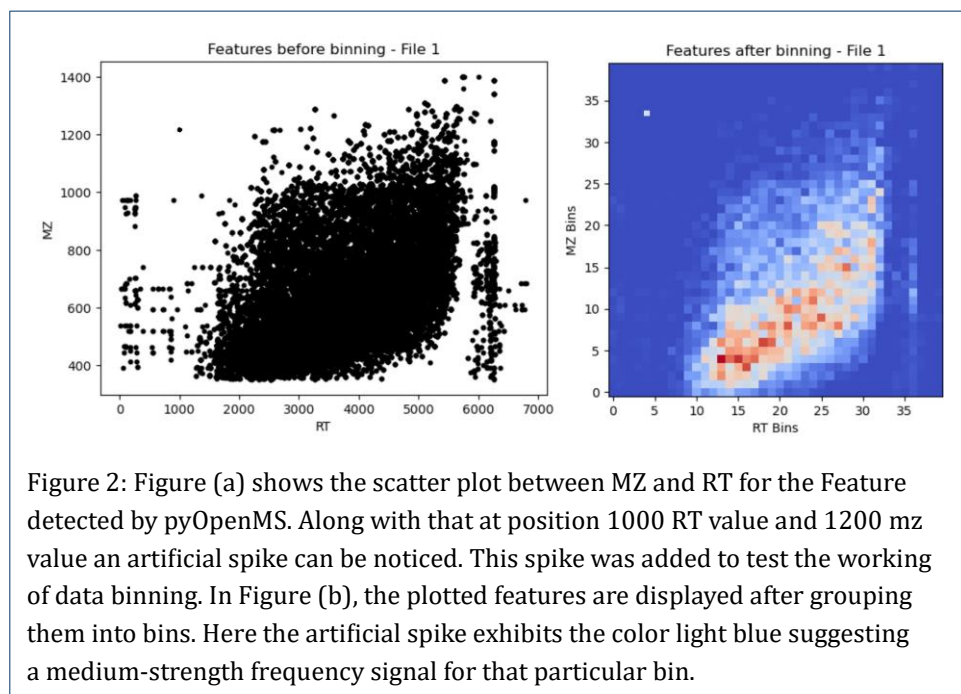 Features before binning - File 1
1400
1200
1000
800
600
400
MZ
0 1000 2000 3000 4000 5000 6000 7000
RT
Features after binning - File 1
35
30
25
20
15
10
5
0
MZ Bins
0 5 10 15 20 25 30 35
RT Bins
Figure 2: Figure (a) shows the scatter plot between MZ and RT for the Feature
detected by pyOpenMS. Along with that at position 1000 RT value and 1200 mz
value an artificial spike can be noticed. This spike was added to test the working
of data binning. In Figure (b), the plotted features are displayed after grouping
them into bins. Here the artificial spike exhibits the color light blue suggesting
a medium-strength frequency signal for that particular bin.